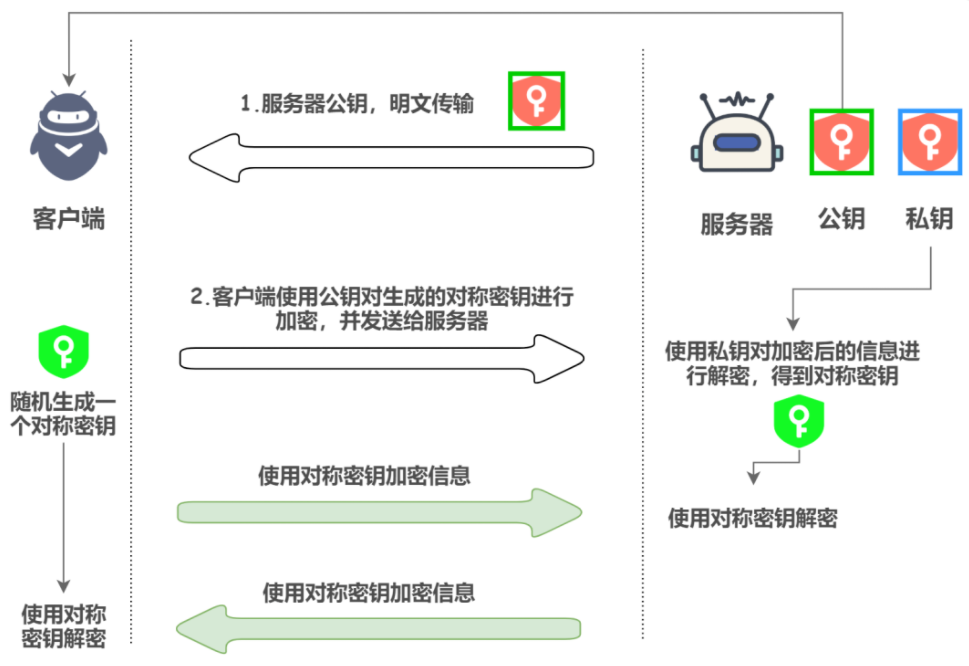 1.服务器公钥，明文传输
客户端
服务器
公钥
私钥
2.客户端使用公钥对生成的对称密钥进行
加密，并发送给服务器
使用私钥对加密后的信息进
行解密，得到对称密钥
随机生成一
个对称密钥
使用对称密钥加密信息
使用对称密钥解密
使用对称密钥加密信息
使用对称
密钥解密